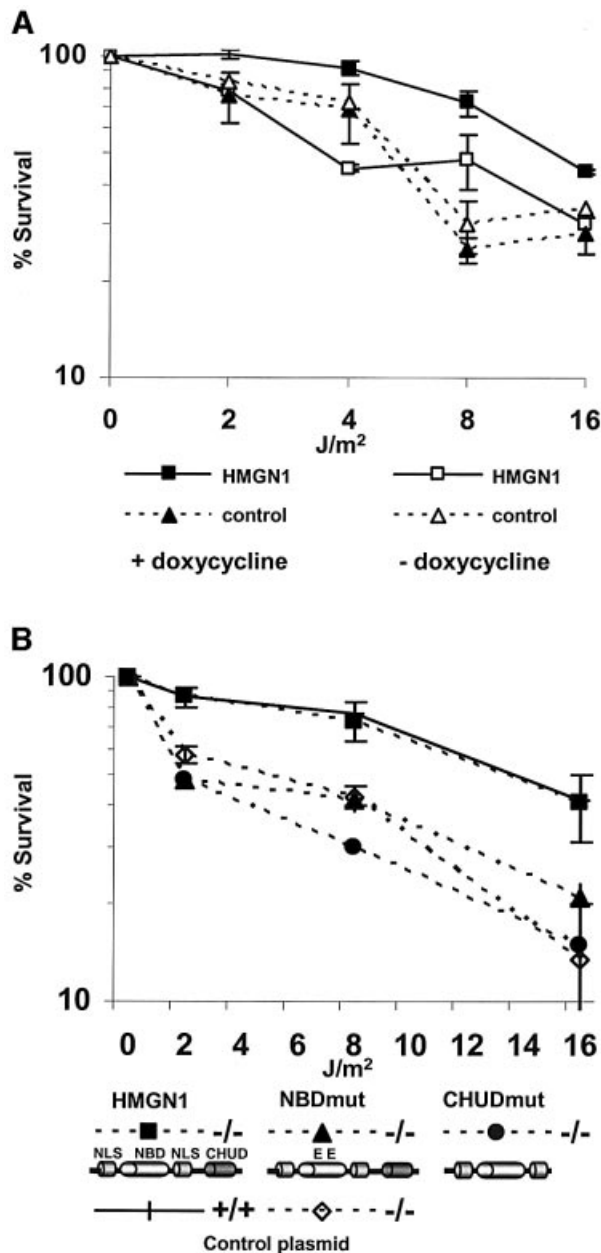 A
100
10
% Survival
0 2 4 8 16
J/m²
HMGN1 HMGN1
control control
+ doxycycline - doxycycline
B
100
10
% Survival
0 2 4 6 8 10 12 14 16
J/m²
HMGN1 NBDmut CHUDmut
-/- -/- -/-
NLS NBD NLS CHUD E E
+/+ -/-
Control plasmid